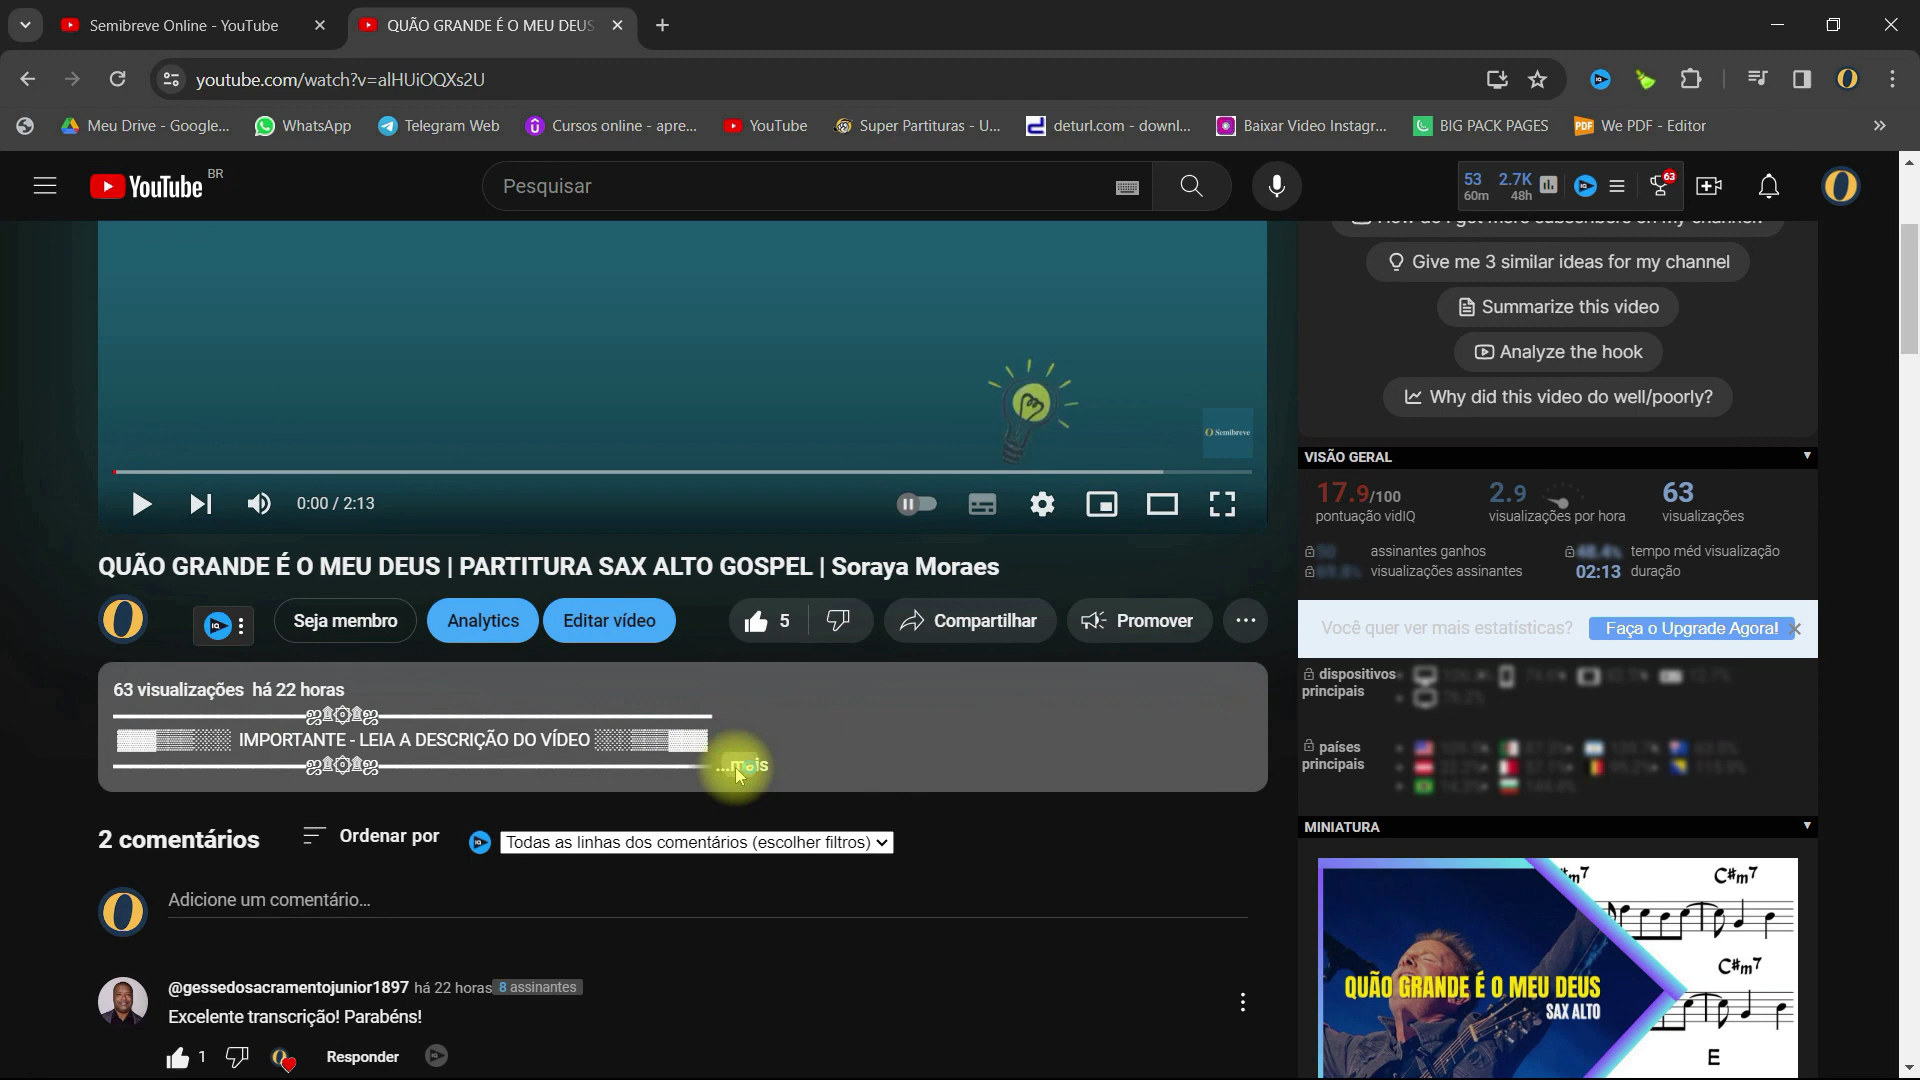 Semibreve Online - YouTube
QUÃO GRANDE É O MEU DEUS
youtube.com/watch?v=alHUiOQXs2U
Meu Drive - Google...
WhatsApp
Telegram Web
Cursos online - apre...
YouTube
Super Partituras - U...
deturl.com - downl...
Baixar Video Instagr...
BIG PACK PAGES
We PDF - Editor
YouTube BR
Pesquisar
53 2.7K
60m 48h
63
Give me 3 similar ideas for my channel
Summarize this video
Analyze the hook
Why did this video do well/poorly?
Semibreve
0:00 / 2:13
VISÃO GERAL
17.9/100
pontuação vidIQ
2.9
visualizações por hora
63
visualizações
assinantes ganhos
tempo méd visualização
visualizações assinantes
02:13 duração
QUÃO GRANDE É O MEU DEUS | PARTITURA SAX ALTO GOSPEL | Soraya Moraes
Seja membro
Analytics
Editar vídeo
5
Compartilhar
Promover
Você quer ver mais estatísticas?
Faça o Upgrade Agora!
63 visualizações há 22 horas
IMPORTANTE - LEIA A DESCRIÇÃO DO VÍDEO
...mais
dispositivos
principais
países
principais
2 comentários
Ordenar por
Todas as linhas dos comentários (escolher filtros)
MINIATURA
Adicione um comentário...
@gessedosacramentojunior1897 há 22 horas 8 assinantes
Excelente transcrição! Parabéns!
1
Responder
C#m7
C#m7
QUÃO GRANDE É O MEU DEUS
SAX ALTO
E